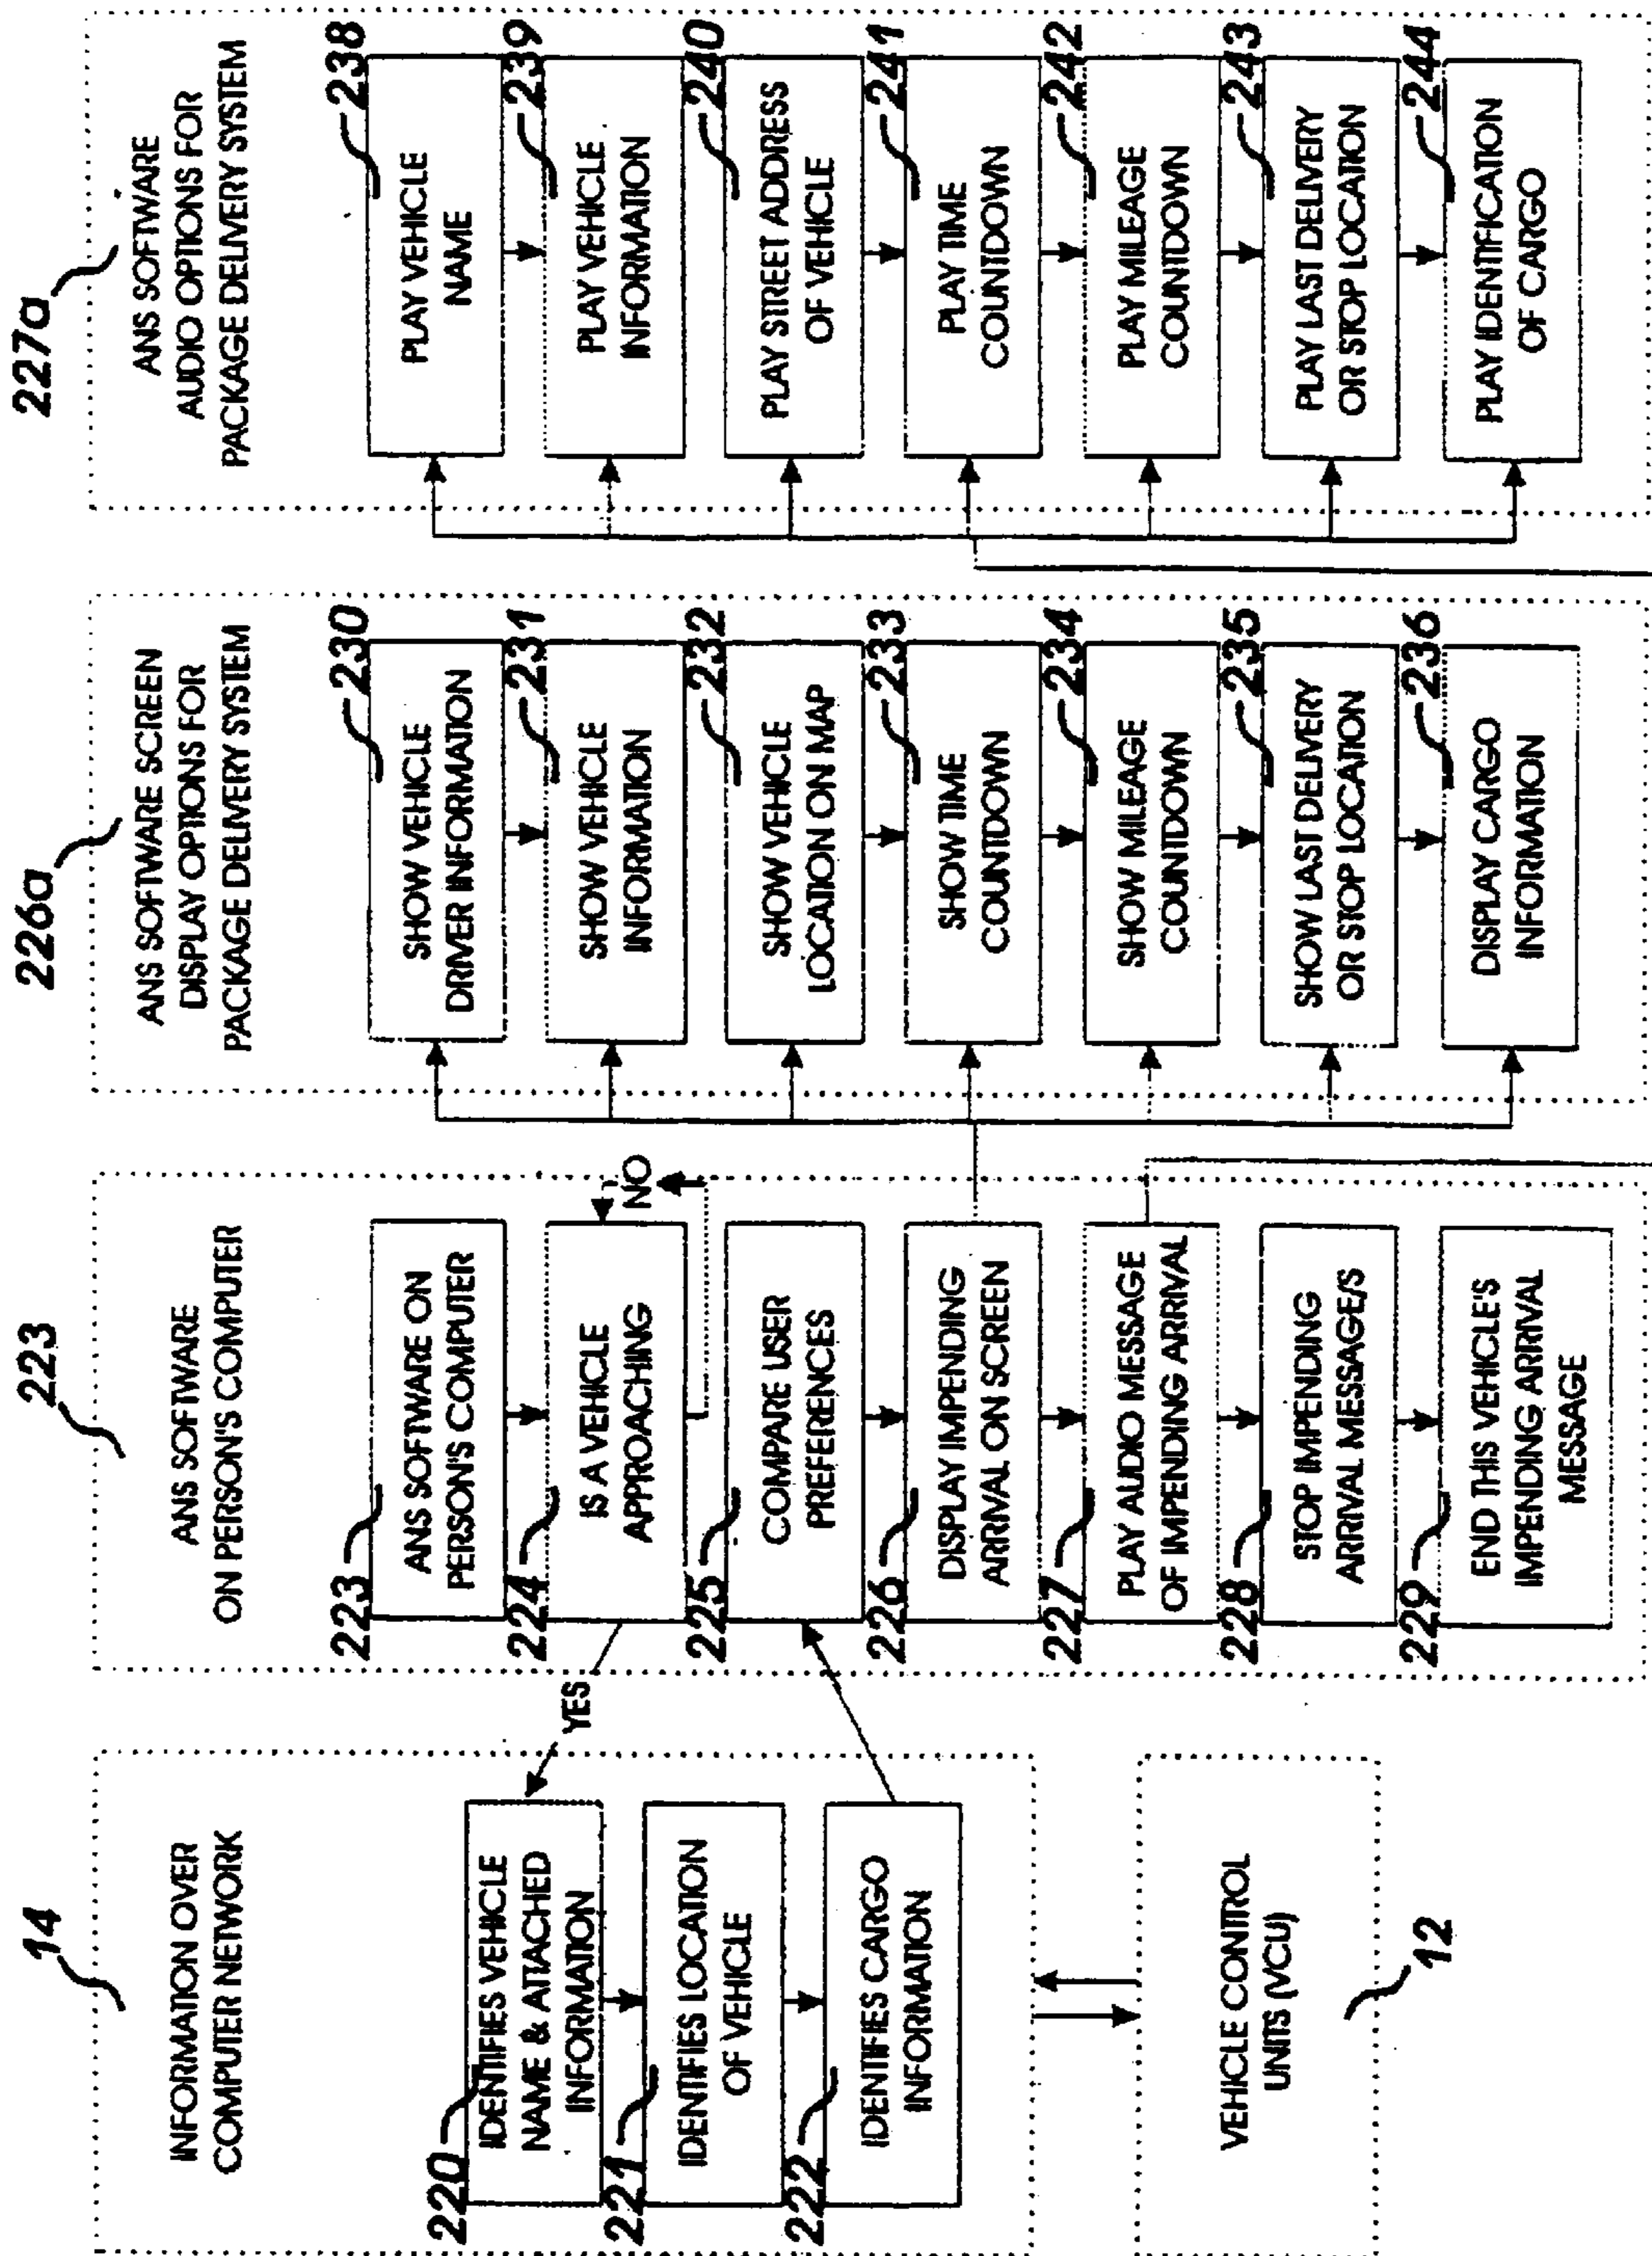 14
INFORMATION OVER
COMPUTER NETWORK
220
IDENTIFIES VEHICLE
NAME & ATTACHED
INFORMATION
221
IDENTIFIES LOCATION
OF VEHICLE
222
IDENTIFIES CARGO
INFORMATION
VEHICLE CONTROL
UNITS (VCU)
12
YES
223
ANS SOFTWARE
ON PERSON'S COMPUTER
223
ANS SOFTWARE ON
PERSON'S COMPUTER
224
IS A VEHICLE
APPROACHING
NO
225
COMPARE USER
PREFERENCES
226
DISPLAY IMPENDING
ARRIVAL ON SCREEN
227
PLAY AUDIO MESSAGE
OF IMPENDING ARRIVAL
228
STOP IMPENDING
ARRIVAL MESSAGE/S
229
END THIS VEHICLE'S
IMPENDING ARRIVAL
MESSAGE
226a
ANS SOFTWARE SCREEN
DISPLAY OPTIONS FOR
PACKAGE DELIVERY SYSTEM
230
SHOW VEHICLE
DRIVER INFORMATION
231
SHOW VEHICLE
INFORMATION
232
SHOW VEHICLE
LOCATION ON MAP
233
SHOW TIME
COUNTDOWN
234
SHOW MILEAGE
COUNTDOWN
235
SHOW LAST DELIVERY
OR STOP LOCATION
236
DISPLAY CARGO
INFORMATION
227a
ANS SOFTWARE
AUDIO OPTIONS FOR
PACKAGE DELIVERY SYSTEM
238
PLAY VEHICLE
NAME
239
PLAY VEHICLE
INFORMATION
240
PLAY STREET ADDRESS
OF VEHICLE
241
PLAY TIME
COUNTDOWN
242
PLAY MILEAGE
COUNTDOWN
243
PLAY LAST DELIVERY
OR STOP LOCATION
244
PLAY IDENTIFICATION
OF CARGO